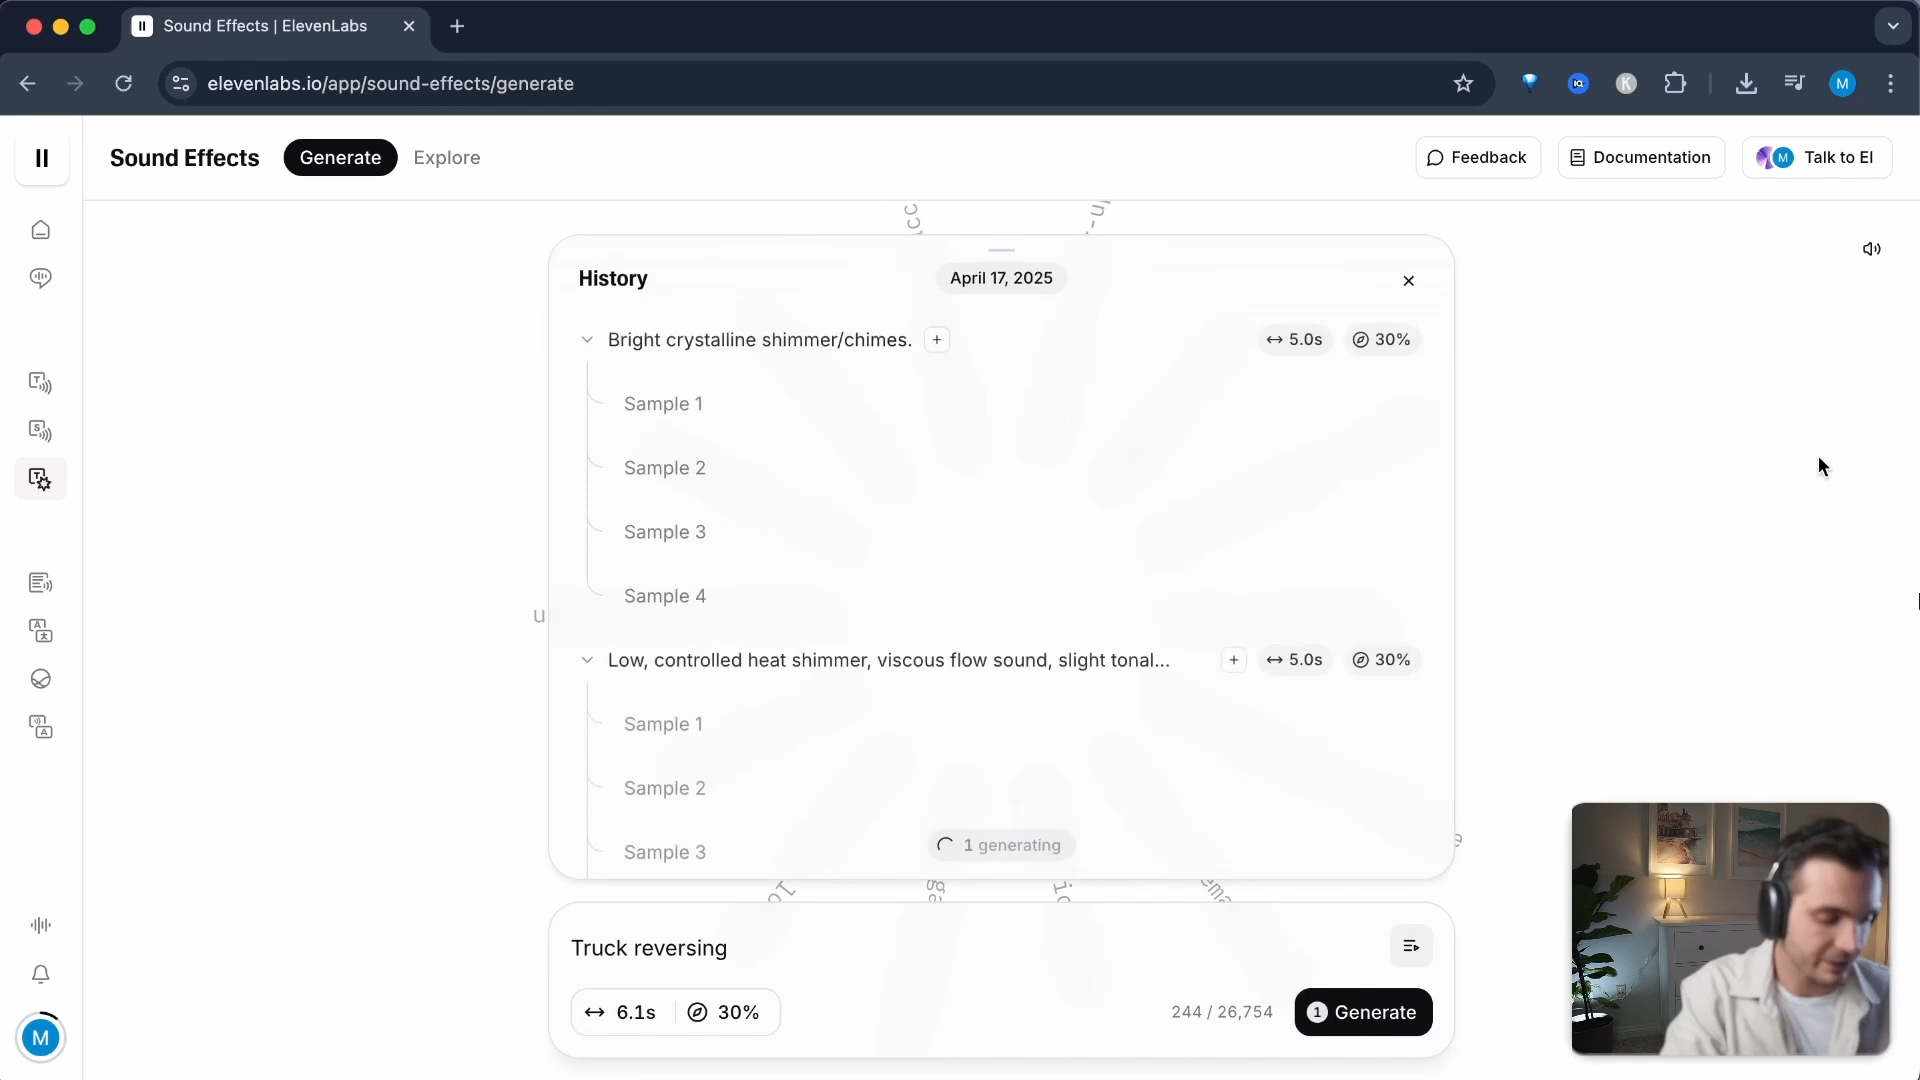 Sound Effects | ElevenLabs
elevenlabs.io/app/sound-effects/generate
K
M
Sound Effects
Generate
Explore
Feedback
Documentation
M
Talk to El
History
April 17, 2025
Bright crystalline shimmer/chimes.
5.0s
30%
Sample 1
Sample 2
Sample 3
Sample 4
Low, controlled heat shimmer, viscous flow sound, slight tonal...
5.0s
30%
Sample 1
Sample 2
Sample 3
1 generating
Truck reversing
6.1s
30%
244 / 26,754
1 Generate
M